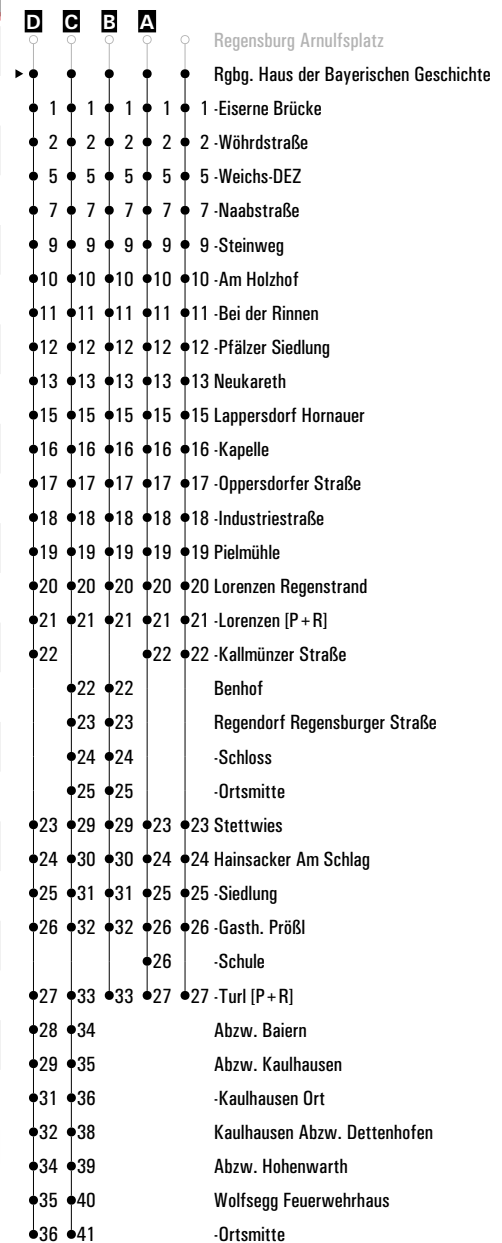 D C B A
Regensburg Arnulfsplatz
Rgbg. Haus der Bayerischen Geschichte
1 1 1 1 1 -Eiserne Brücke
2 2 2 2 2 -Wöhrdstraße
5 5 5 5 5 -Weichs-DEZ
7 7 7 7 7 -Naabstraße
9 9 9 9 9 -Steinweg
10 10 10 10 10 -Am Holzhof
11 11 11 11 11 -Bei der Rinnen
12 12 12 12 12 -Pfälzer Siedlung
13 13 13 13 13 Neukareth
15 15 15 15 15 Lappersdorf Hornauer
16 16 16 16 16 -Kapelle
17 17 17 17 17 -Oppersdorfer Straße
18 18 18 18 18 -Industriestraße
19 19 19 19 19 Pielmühle
20 20 20 20 20 Lorenzen Regenstrand
21 21 21 21 21 -Lorenzen [P+R]
22 22 22 -Kallmünzer Straße
22 22 Benhof
23 23 Regendorf Regensburger Straße
24 24 -Schloss
25 25 -Ortsmitte
23 29 29 23 23 Stettwies
24 30 30 24 24 Hainsacker Am Schlag
25 31 31 25 25 -Siedlung
26 32 32 26 26 -Gasth. Prößl
26 -Schule
27 33 33 27 27 -Turl [P+R]
28 34 Abzw. Baiern
29 35 Abzw. Kaulhausen
31 36 -Kaulhausen Ort
32 38 Kaulhausen Abzw. Dettenhofen
34 39 Abzw. Hohenwarth
35 40 Wolfsegg Feuerwehrhaus
36 41 -Ortsmitte